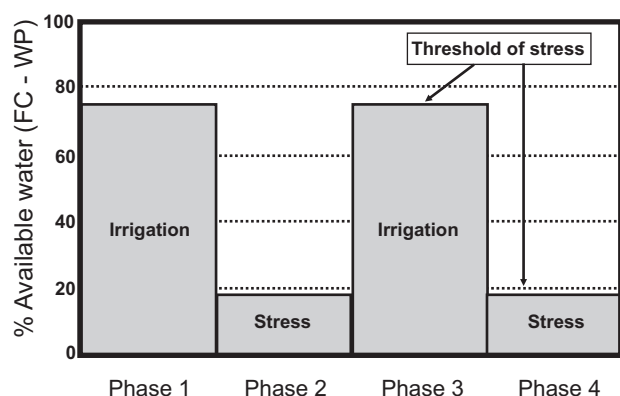 % Available water (FC - WP)
100
80
60
40
20
0
Threshold of stress
Irrigation
Stress
Irrigation
Stress
Phase 1
Phase 2
Phase 3
Phase 4